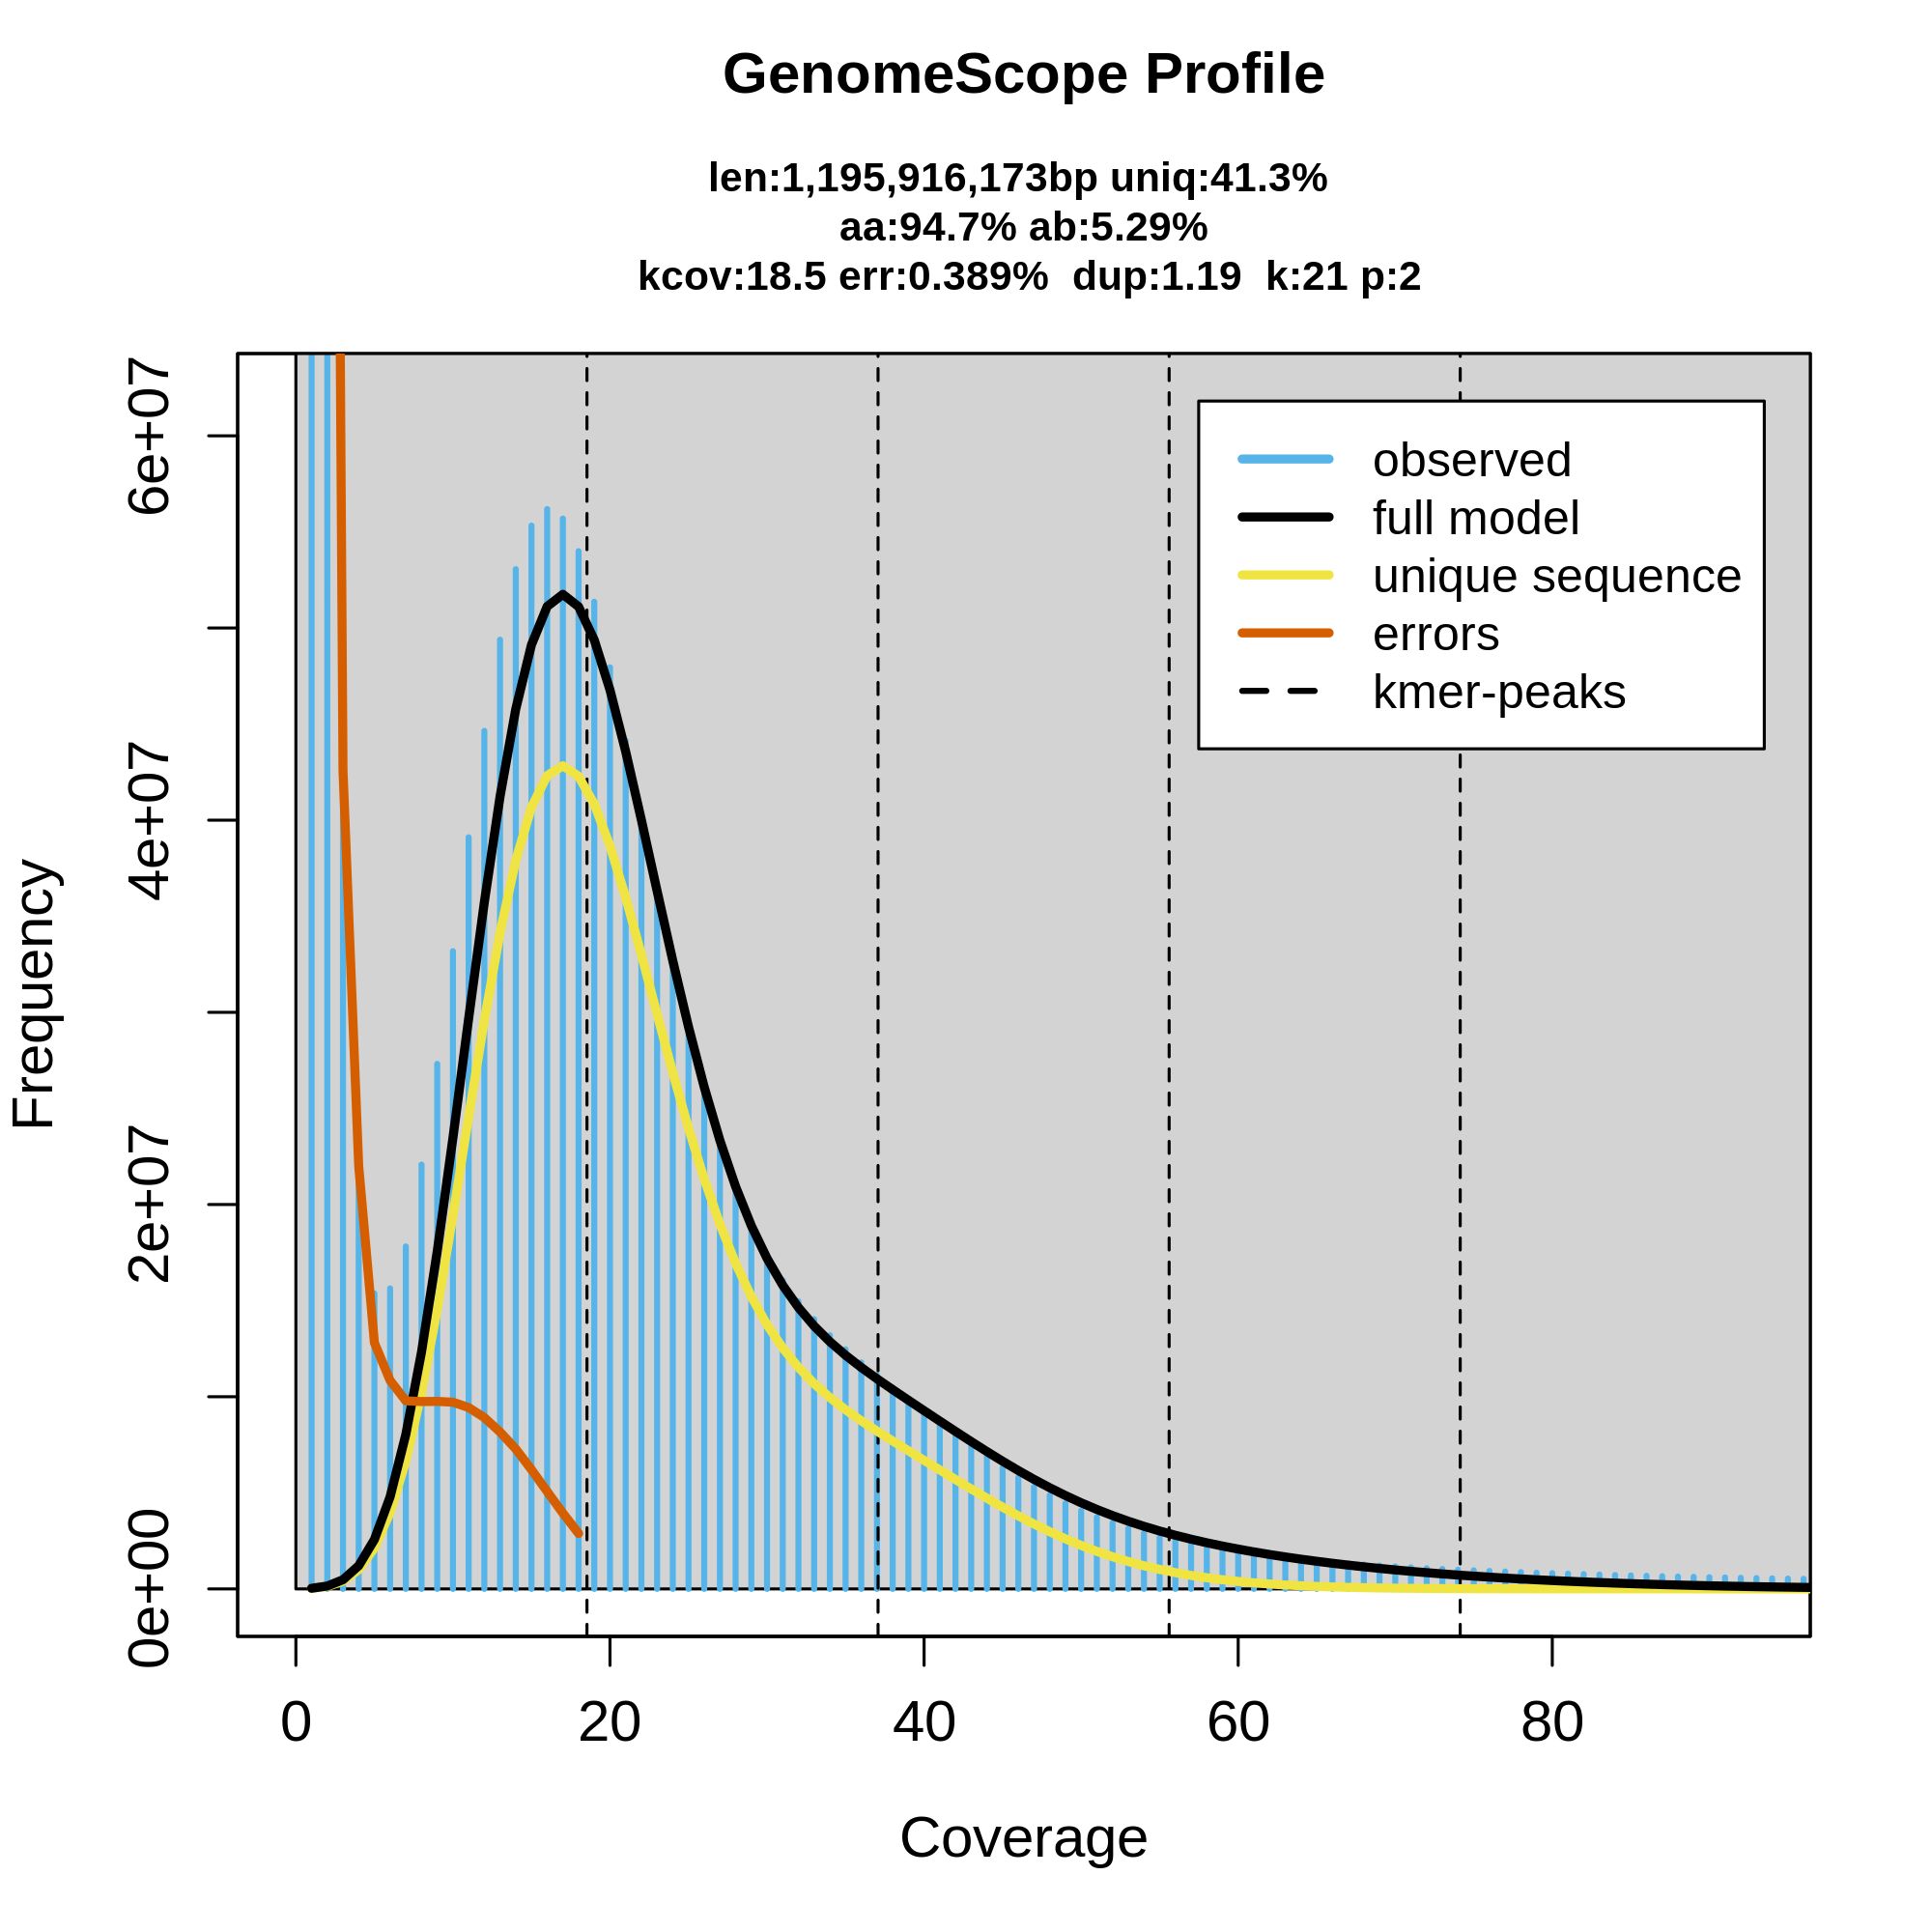 GenomeScope Profile
len:1,195,916,173bp uniq:41.3%
aa:94.7% ab:5.29%
kcov:18.5 err:0.389%  dup:1.19  k:21 p:2
observed
full model
unique sequence
errors
kmer-peaks
Frequency
6e+07
4e+07
2e+07
0e+00
0 20 40 60 80
Coverage